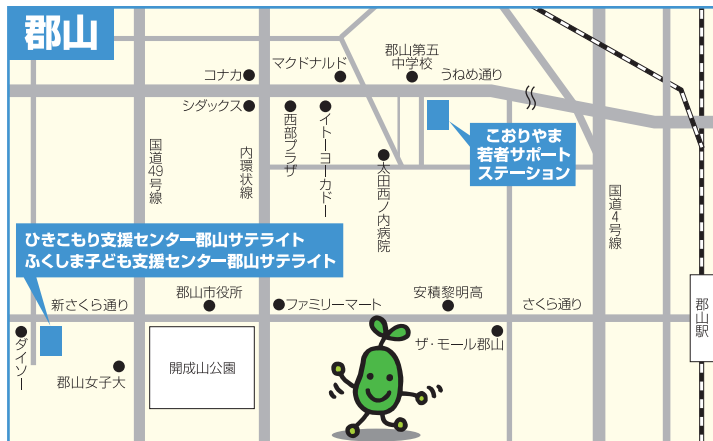 郡山
コナカ
マクドナルド
郡山第五
中学校
うねめ通り
シダックス
西部プラザ
イトーヨーカドー
こおりやま
若者サポート
ステーション
国道49号線
内環状線
太田西ノ内病院
国道4号線
ひきこもり支援センター郡山サテライト
ふくしま子ども支援センター郡山サテライト
新さくら通り
郡山市役所
ファミリーマート
安積黎明高
さくら通り
郡山駅
ダイソー
郡山女子大
開成山公園
ザ・モール郡山